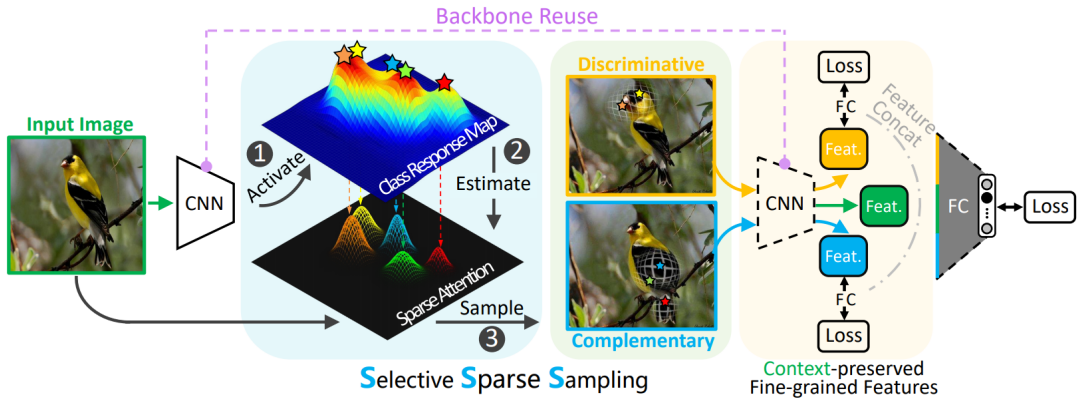 Backbone Reuse
Input Image
CNN
1
Activate
Class Response Map
2
Estimate
Sparse Attention
Sample
3
Selective Sparse Sampling
Discriminative
Complementary
CNN
Loss
FC
Feat.
Feat.
Feat.
FC
Loss
Feature
Concat
FC
Loss
Context-preserved
Fine-grained Features